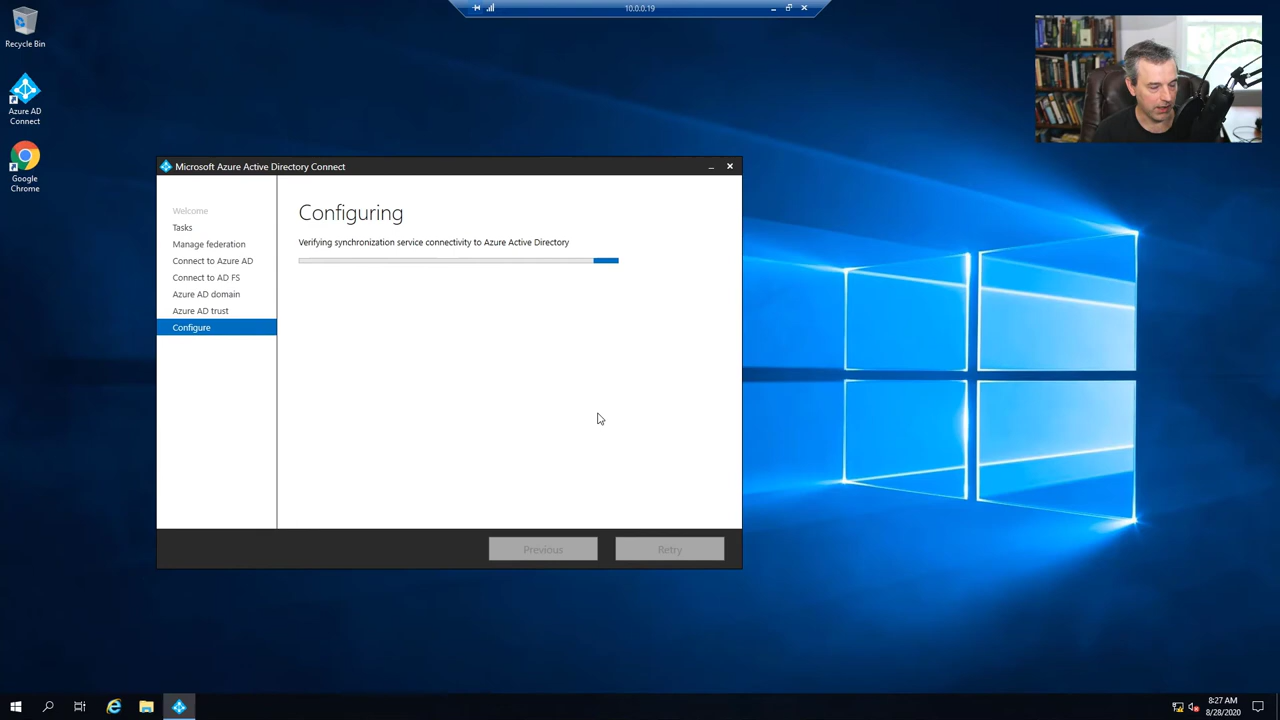 10.0.0.19
Recycle Bin
Azure AD
Connect
Google
Chrome
Microsoft Azure Active Directory Connect
Welcome
Tasks
Manage federation
Connect to Azure AD
Connect to AD FS
Azure AD domain
Azure AD trust
Configure
Configuring
Verifying synchronization service connectivity to Azure Active Directory
Previous
Retry
8:27 AM
8/28/2020